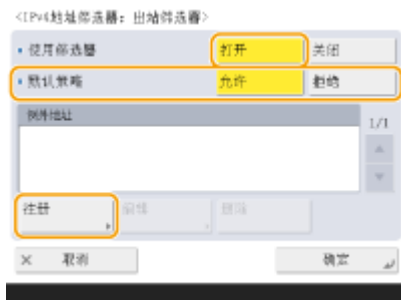 <IPv6地址筛选器：出站筛选器>
• 使用筛选器 打开 关闭
• 默认策略 允许 拒绝
例外地址
1/1
注册 编辑 删除
× 取消 确定